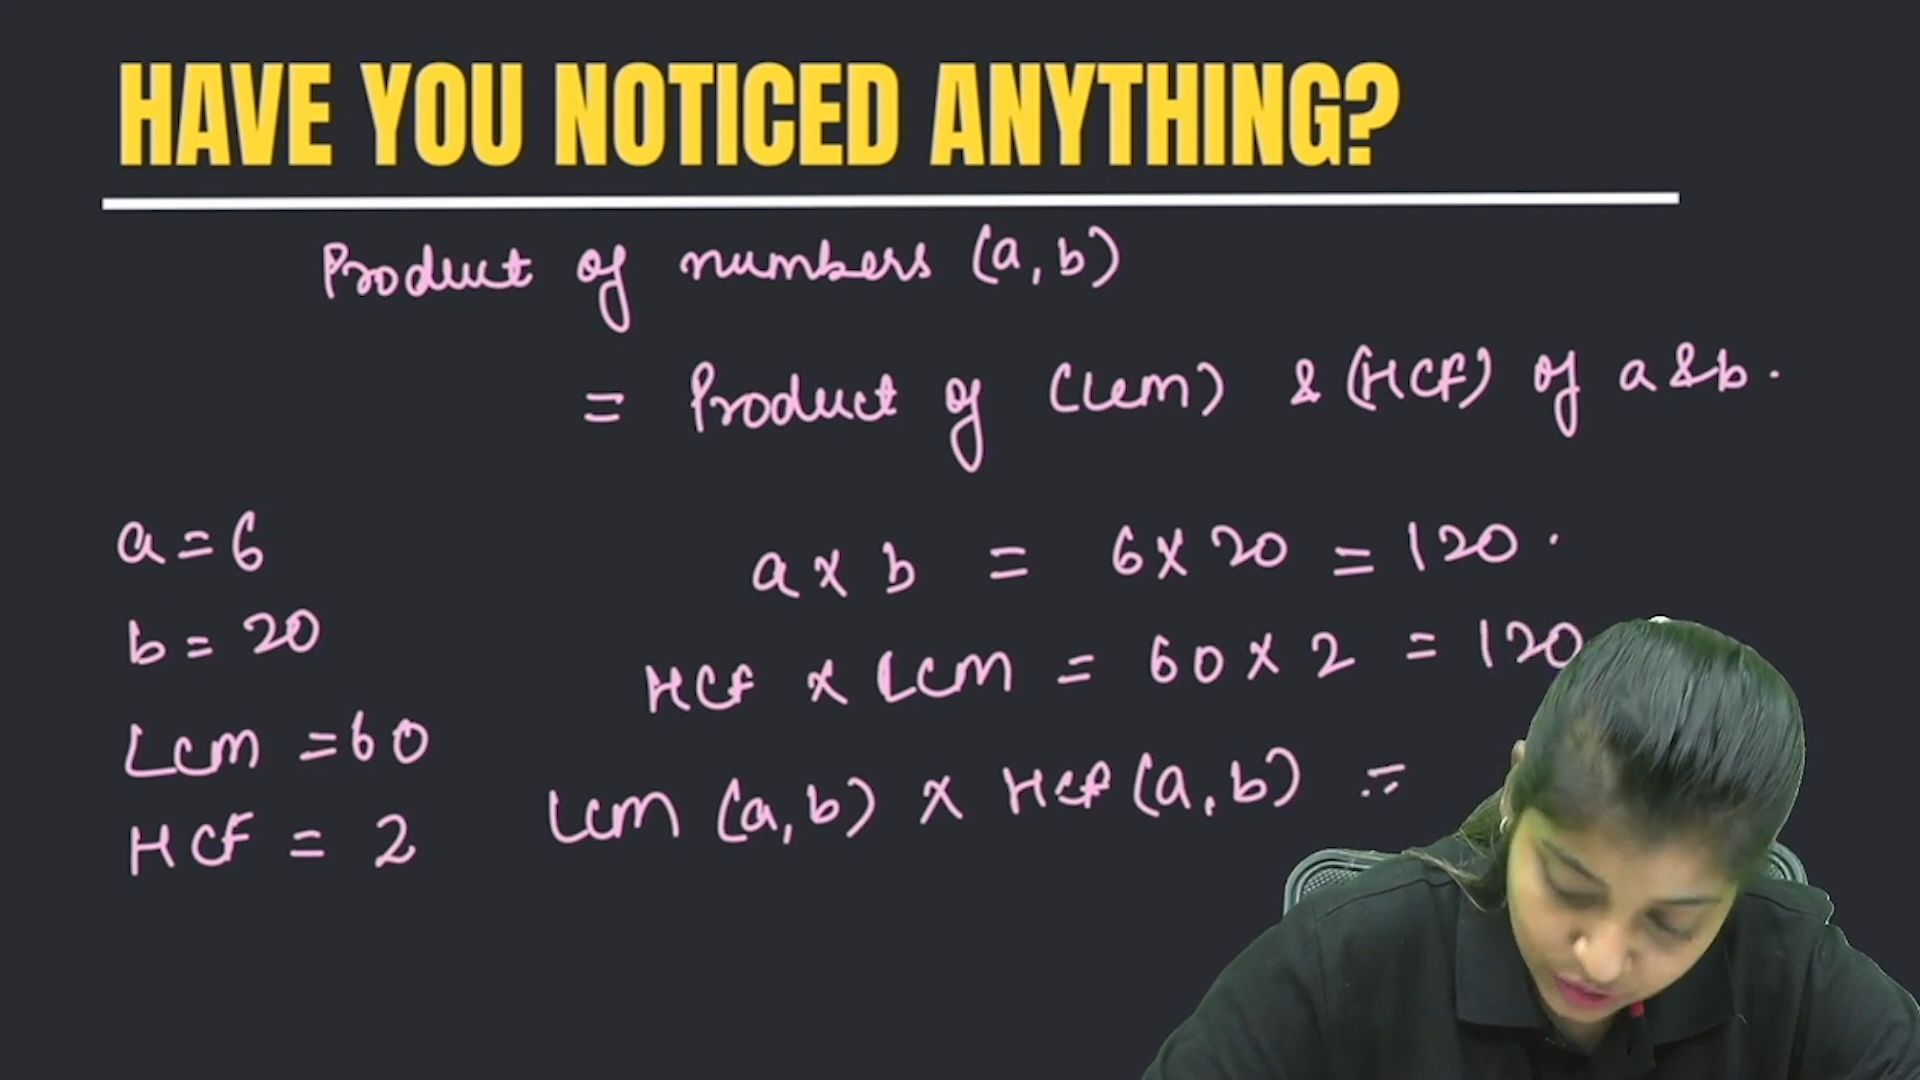 HAVE YOU NOTICED ANYTHING?
Product of numbers (a, b)
= Product of (Lcm) & (HCF) of a & b.
a = 6
b = 20
Lcm = 60
HCF = 2
a x b = 6 x 20 = 120.
HCF x Lcm = 60 x 2 = 120
Lcm (a, b) x HCF (a, b) =